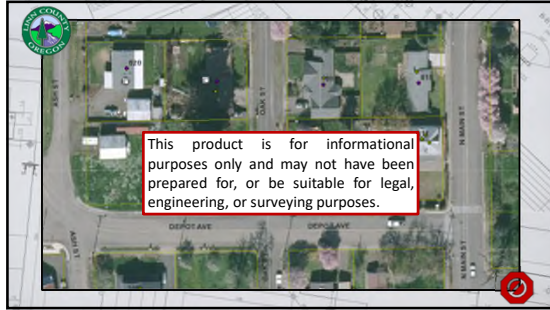 LINN COUNTY
OREGON
ASH ST
OAK ST
N MAIN ST
This product is for informational
purposes only and may not have been
prepared for, or be suitable for legal,
engineering, or surveying purposes.
DEPOT AVE
DEPOT AVE
ASH ST
N MAIN ST